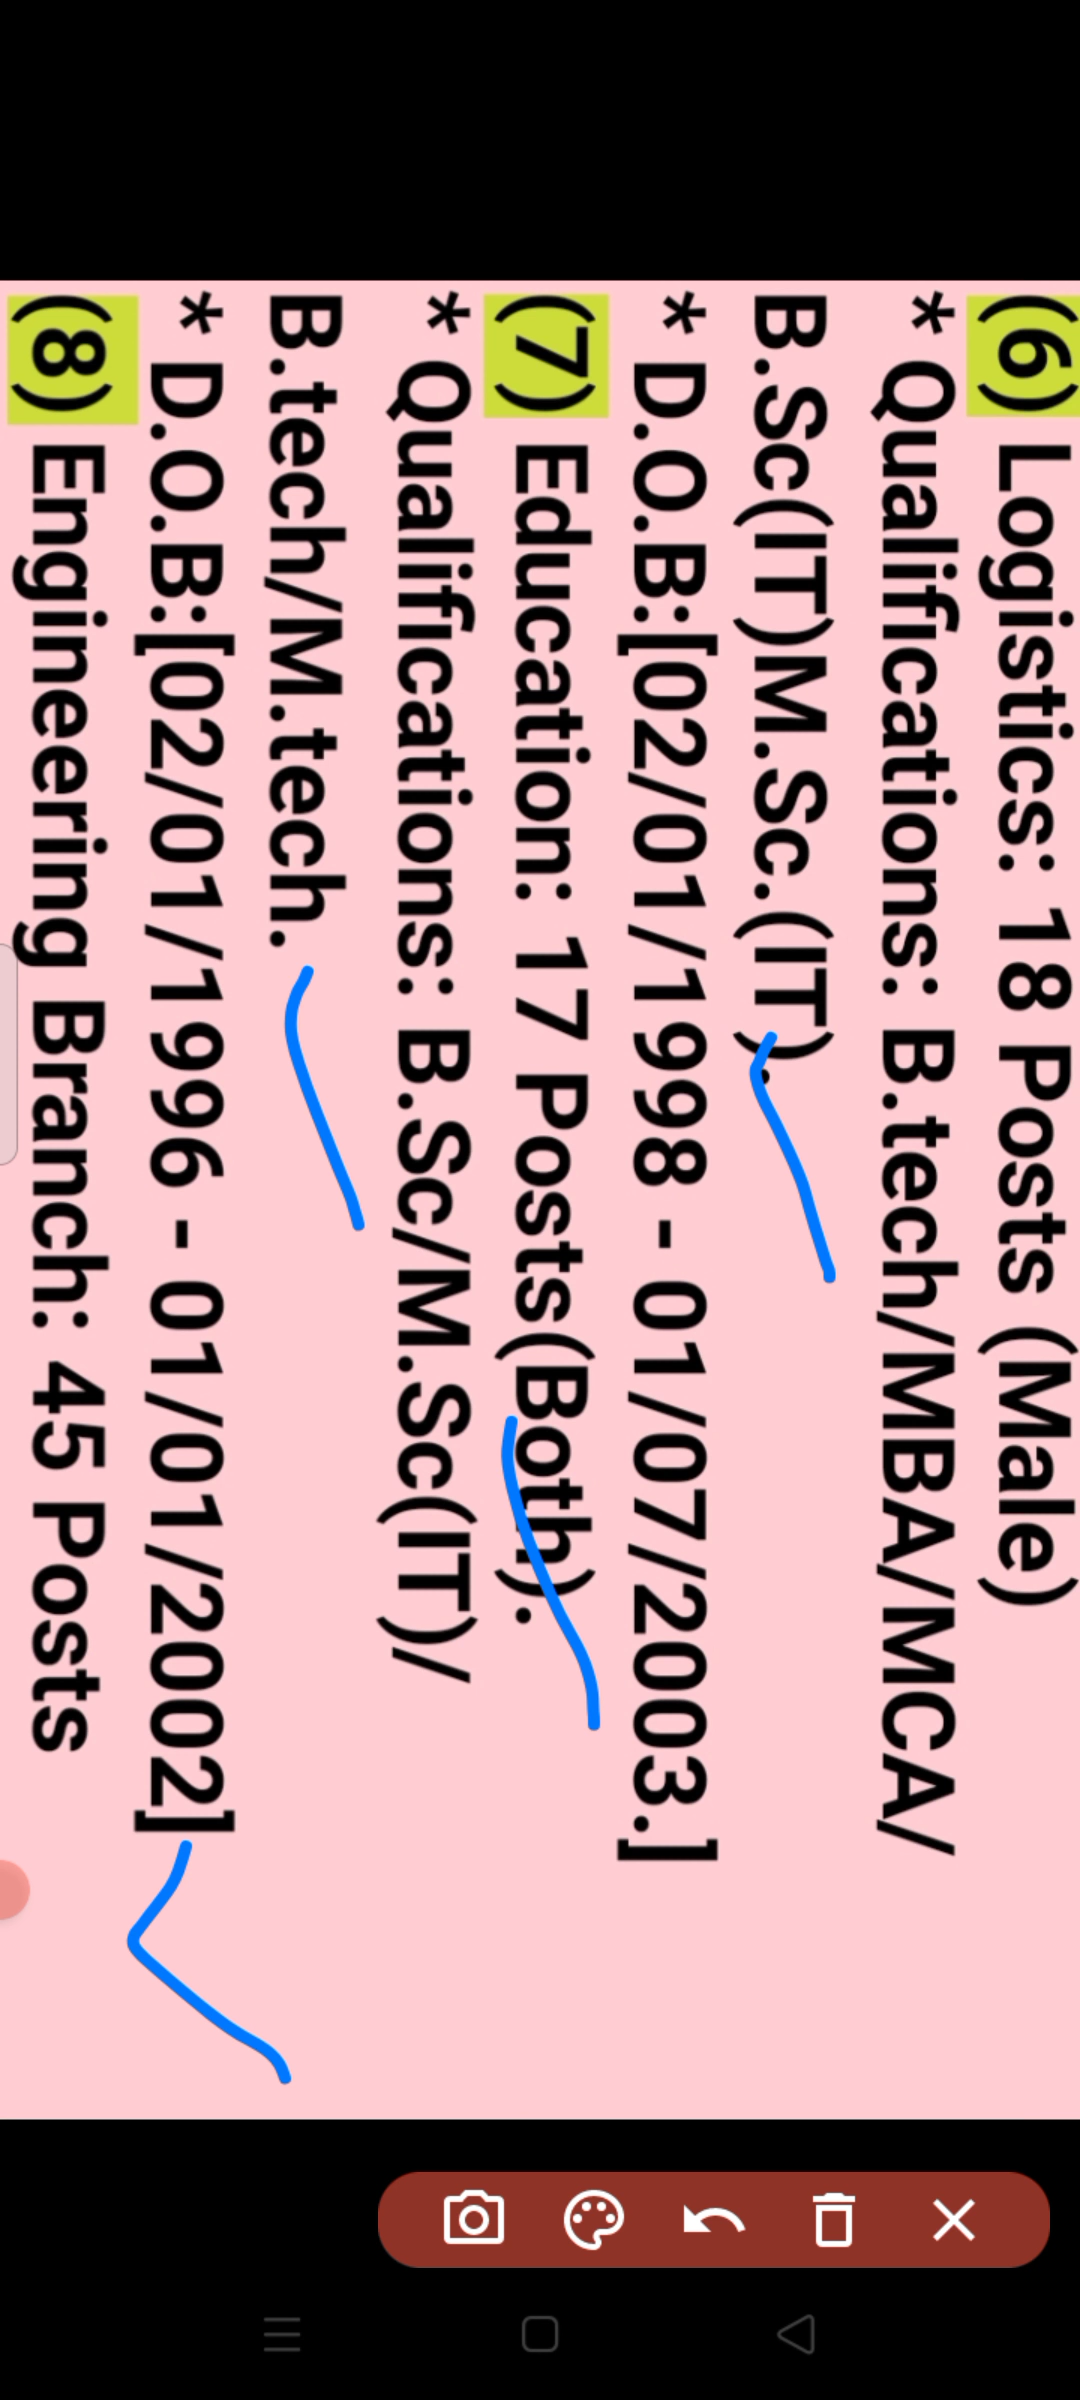 (6) Logistics: 18 Posts (Male)
* Qualifications: B.tech/MBA/MCA/
B.Sc(IT)M.Sc.(IT).
* D.O.B:[02/01/1998 - 01/07/2003.]
(7) Education: 17 Posts(Both).
* Qualifications: B.Sc/M.Sc(IT)/
B.tech/M.tech.
* D.O.B:[02/01/1996 - 01/01/2002]
(8) Engineering Branch: 45 Posts